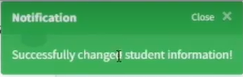 Notification
Close ×
Successfully changed student information!